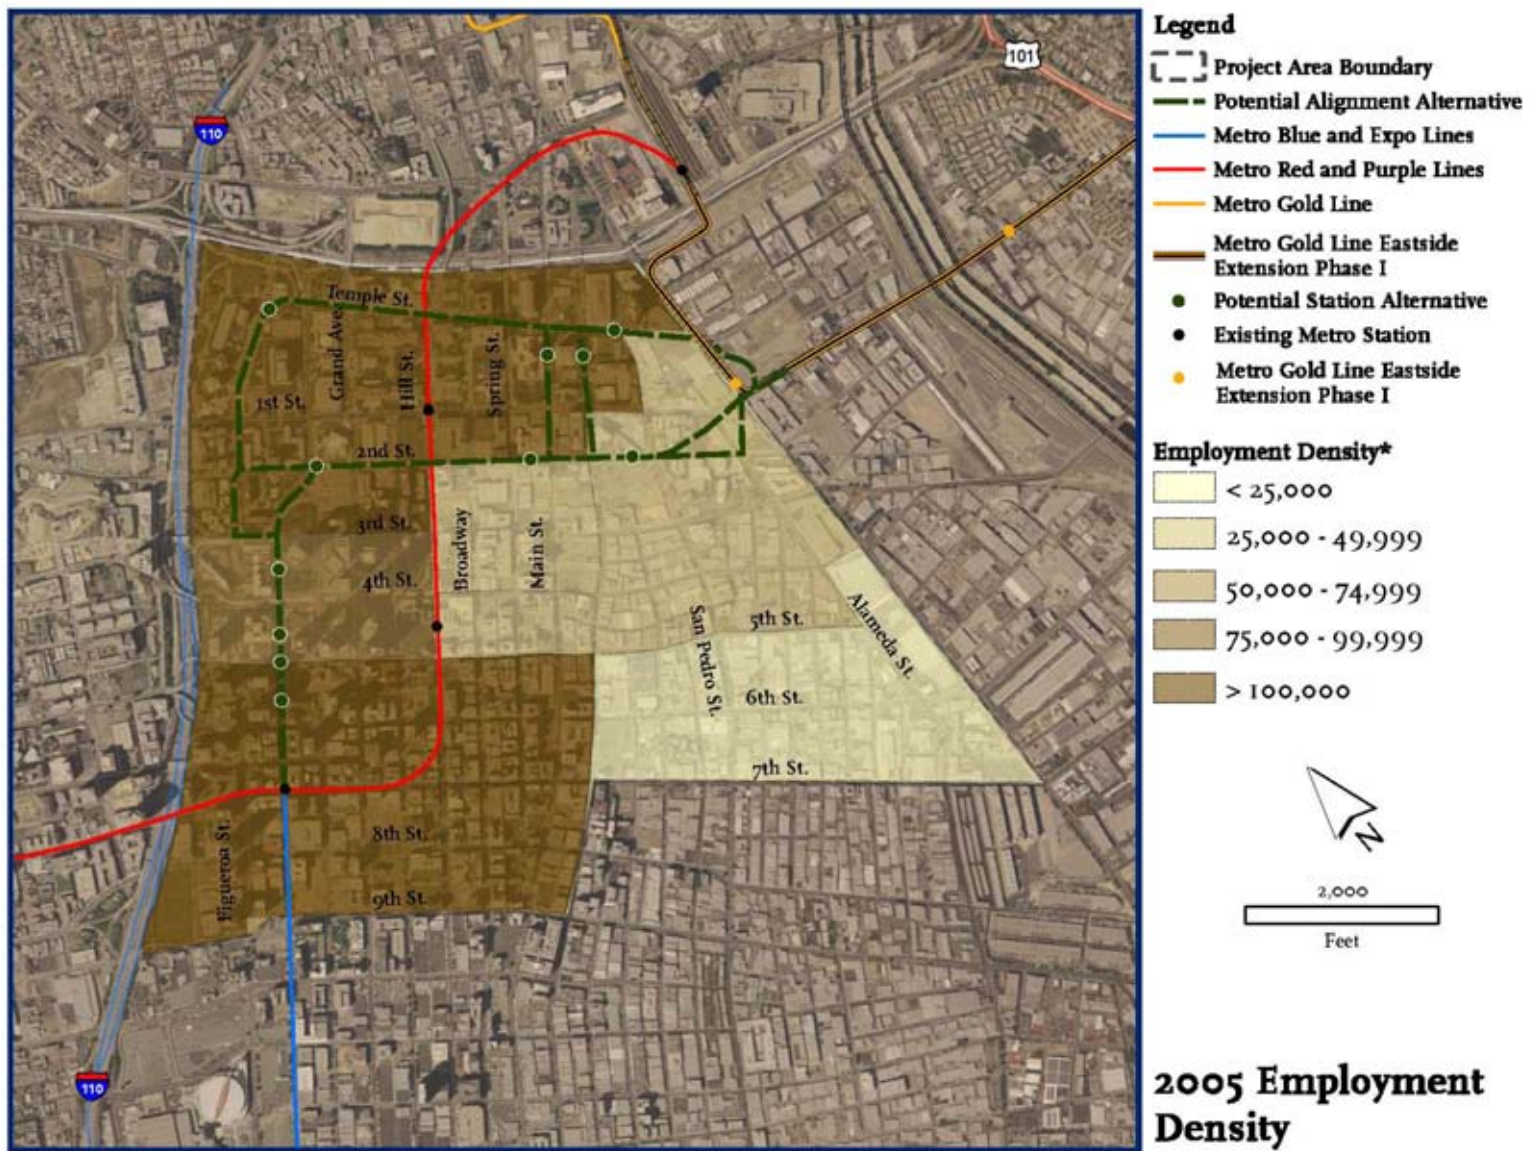 101
110
Temple St.
Grand Ave.
Hill St.
Spring St.
1st St.
2nd St.
3rd St.
Broadway
Main St.
4th St.
San Pedro St.
5th St.
Alameda St.
6th St.
7th St.
8th St.
Figueroa St.
9th St.
110
Legend
Project Area Boundary
Potential Alignment Alternative
Metro Blue and Expo Lines
Metro Red and Purple Lines
Metro Gold Line
Metro Gold Line Eastside
Extension Phase I
Potential Station Alternative
Existing Metro Station
Metro Gold Line Eastside
Extension Phase I
Employment Density*
< 25,000
25,000 - 49,999
50,000 - 74,999
75,000 - 99,999
> 100,000
N
2,000
Feet
2005 Employment
Density